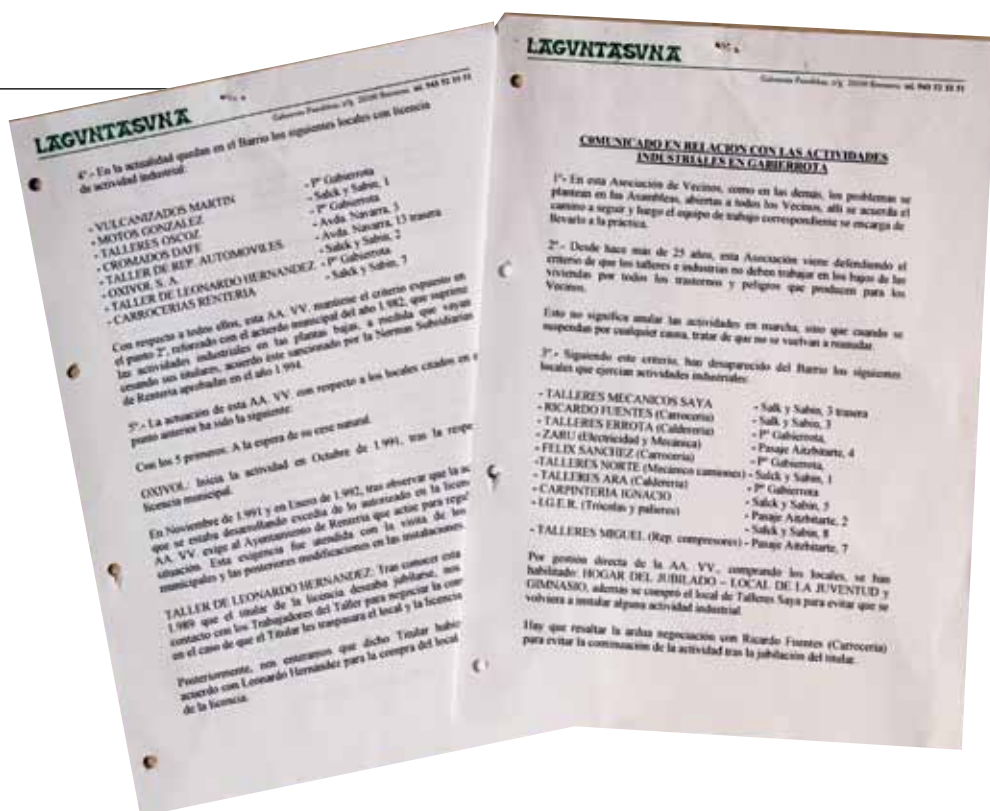 LAGVNTASVNA
4º.- En la actualidad quedan en el Barrio los siguientes locales con licencia
de actividad industrial:
- VULCANIZADOS MARTIN - Pº Gabierrota
- MOTOS GONZALEZ - Salck y Sabin, 1
- TALLERES OSCOZ - Pº Gabierrota
- CROMADOS DAFE - Avda. Navarra, 3
- TALLER DE REP. AUTOMOVILES - Avda. Navarra, 13 trasera
- OXIVOL S. A. - Salck y Sabin, 2
- TALLER DE LEONARDO HERNANDEZ - Pº Gabierrota
- CARROCERIAS RENTERIA - Salck y Sabin, 7
Con respecto a todos ellos, esta AA. VV. mantiene el criterio expuesto en
el punto 2º, reforzado con el acuerdo municipal del año 1.982, que suprime
las actividades industriales en las plantas bajas, a medida que vayan
cesando sus titulares, acuerdo este sancionado por la Normas Subsidiarias
de Rentería aprobadas en el año 1.994.
5º.- La actuación de esta AA. VV. con respecto a los locales citados en e
punto anterior ha sido la siguiente:
Con los 5 primeros: A la espera de su cese natural.
OXIVOL: Inicia la actividad en Octubre de 1.991, tras la respe
licencia municipal.
En Noviembre de 1.991 y en Enero de 1.992, tras observar que la ac
que se estaba desarrollando excedía de lo autorizado en la licen
AA. VV. exige al Ayuntamiento de Rentería que actúe para regul
situación. Esta exigencia fue atendida con la visita de los
municipales y las posteriores modificaciones en las instalaciones.
TALLER DE LEONARDO HERNANDEZ: Tras conocer esta
1.989 que el titular de la licencia deseaba jubilarse, nos
contacto con los Trabajadores del Taller para negociar la com
en el caso de que el Titular les traspasara el local y la licencia
Posteriormente, nos enteramos que dicho Titular habío
acuerdo con Leonardo Hernández para la compra del local
de la licencia.
LAGVNTASVNA
COMUNICADO EN RELACION CON LAS ACTIVIDADES
INDUSTRIALES EN GABIERROTA
1º- En esta Asociación de Vecinos, como en las demás, los problemas se
plantean en las Asambleas, abiertas a todos los Vecinos, allí se acuerda el
camino a seguir y luego el equipo de trabajo correspondiente se encarga de
llevarlo a la práctica.
2º.- Desde hace más de 25 años, esta Asociación viene defendiendo el
criterio de que los talleres e industrias no deben trabajar en los bajos de las
viviendas por todos los trastornos y peligros que producen para los
Vecinos.
Esto no significa anular las actividades en marcha, sino que cuando se
suspendan por cualquier causa, tratar de que no se vuelvan a reanudar.
3º.- Siguiendo este criterio, han desaparecido del Barrio los siguientes
locales que ejercían actividades industriales:
- TALLERES MECANICOS SAYA - Salk y Sabin, 3 trasera
- RICARDO FUENTES (Carrocería) - Salk y Sabin, 3
- TALLERES ERROTA (Calderería) - Pº Gabierrota,
- ZABU (Electricidad y Mecánica) - Pasaje Aitzbitarte, 4
- FELIX SANCHEZ (Carrocería) - Pº Gabierrota,
-TALLERES NORTE (Mecánico camiones) - Salck y Sabin, 1
- TALLERES ARA (Calderería) - Pº Gabierrota
- CARPINTERIA IGNACIO - Salck y Sabin, 5
- I.G.E.R. (Tricotas y palieres) - Pasaje Aitzbitarte, 2
- Salck y Sabin, 8
- TALLERES MIGUEL (Rep. compresores) - Pasaje Aitzbitarte, 7
Por gestión directa de la AA. VV., comprando los locales, se han
habilitado: HOGAR DEL JUBILADO – LOCAL DE LA JUVENTUD y
GIMNASIO, además se compró el local de Talleres Saya para evitar que se
volviera a instalar alguna actividad industrial.
Hay que resaltar la ardua negociación con Ricardo Fuentes (Carrocería)
para evitar la continuación de la actividad tras la jubilación del titular.